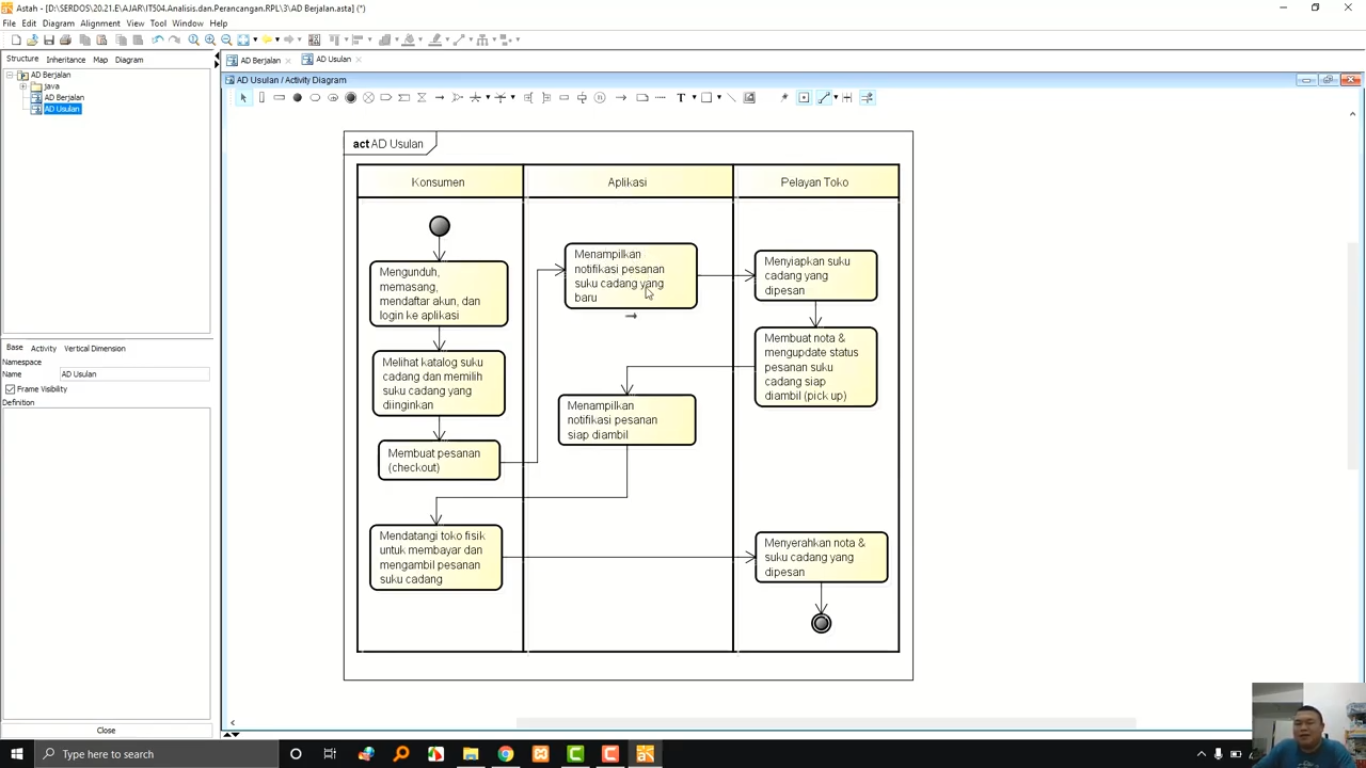 Astah - [D:\SERDOS\20.21.E\AJAR\IT504.Analisis.dan.Perancangan.RPL\3\AD Berjalan.asta] (*)
File Edit Diagram Alignment View Tool Window Help
Structure Inheritance Map Diagram
AD Berjalan
java
AD Berjalan
AD Usulan
Base Activity Vertical Dimension
Namespace
Name AD Usulan
Frame Visibility
Definition
Close
AD Berjalan
AD Usulan
AD Usulan / Activity Diagram
T
act AD Usulan
Konsumen
Aplikasi
Pelayan Toko
Mengunduh,
memasang,
mendaftar akun, dan
login ke aplikasi
Melihat katalog suku
cadang dan memilih
suku cadang yang
diinginkan
Membuat pesanan
(checkout)
Menampilkan
notifikasi pesanan
suku cadang yang
baru
Menyiapkan suku
cadang yang
dipesan
Membuat nota &
mengupdate status
pesanan suku
cadang siap
diambil (pick up)
Menampilkan
notifikasi pesanan
siap diambil
Mendatangi toko fisik
untuk membayar dan
mengambil pesanan
suku cadang
Menyerahkan nota &
suku cadang yang
dipesan
Type here to search